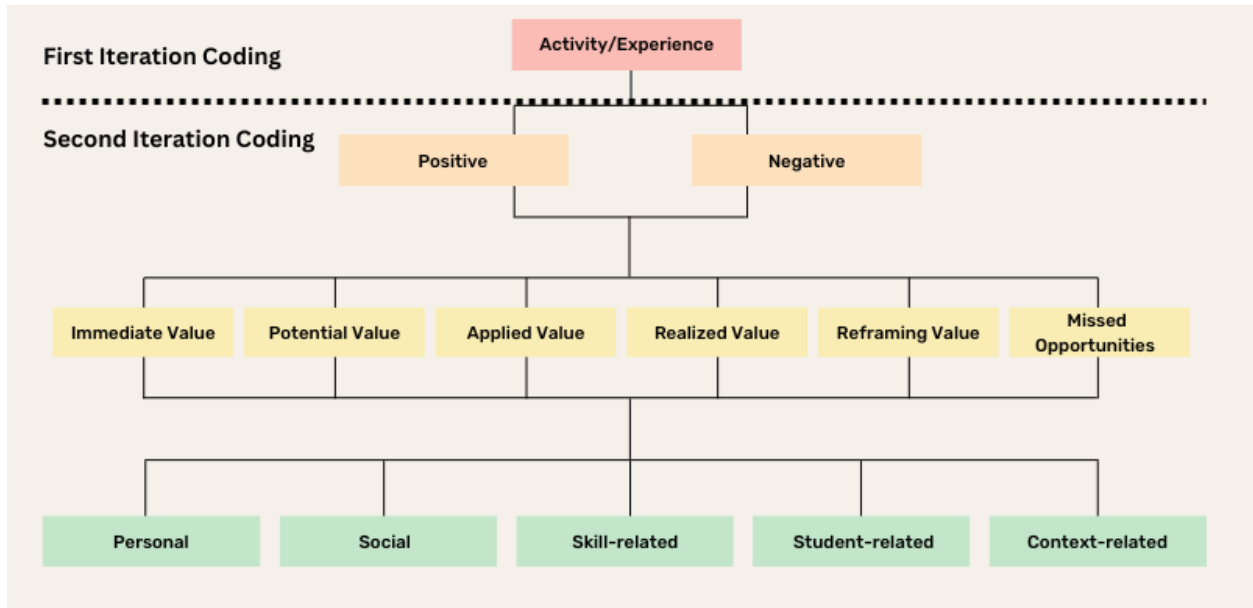 First Iteration Coding
Activity/Experience
Second Iteration Coding
Positive
Negative
Immediate Value
Potential Value
Applied Value
Realized Value
Reframing Value
Missed
Opportunities
Personal
Social
Skill-related
Student-related
Context-related